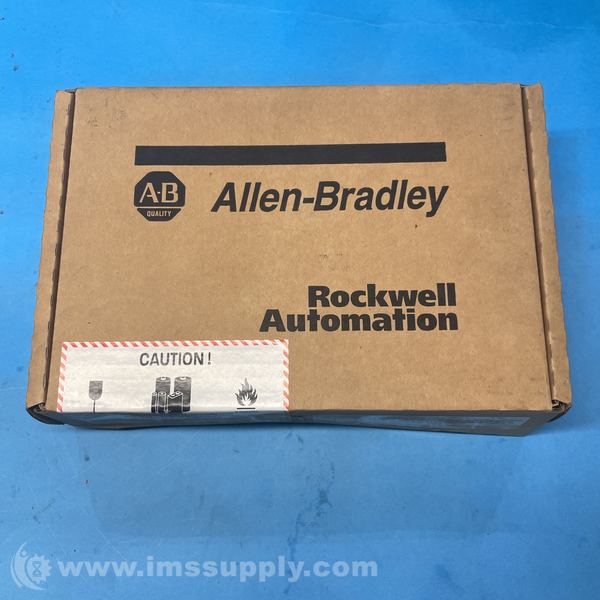 A·B
QUALITY
Allen-Bradley
Rockwell
Automation
CAUTION!
www.imssupply.com